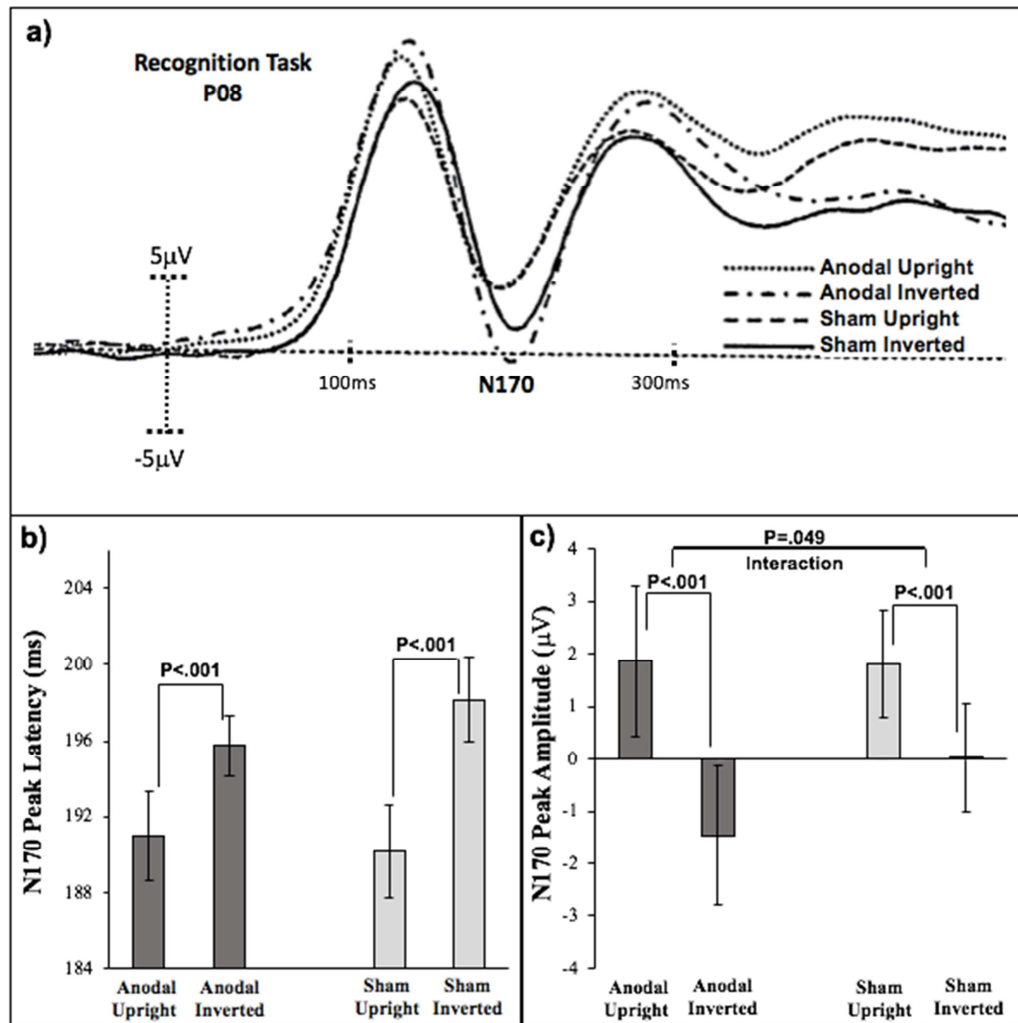 a)
Recognition Task
P08
5μV
-5μV
100ms
N170
300ms
Anodal Upright
Anodal Inverted
Sham Upright
Sham Inverted
b)
N170 Peak Latency (ms)
204
200
196
192
188
184
P<.001
P<.001
Anodal
Upright
Anodal
Inverted
Sham
Upright
Sham
Inverted
c)
N170 Peak Amplitude (μV)
4
3
2
1
0
-1
-2
-3
-4
P=.049
Interaction
P<.001
P<.001
Anodal
Upright
Anodal
Inverted
Sham
Upright
Sham
Inverted